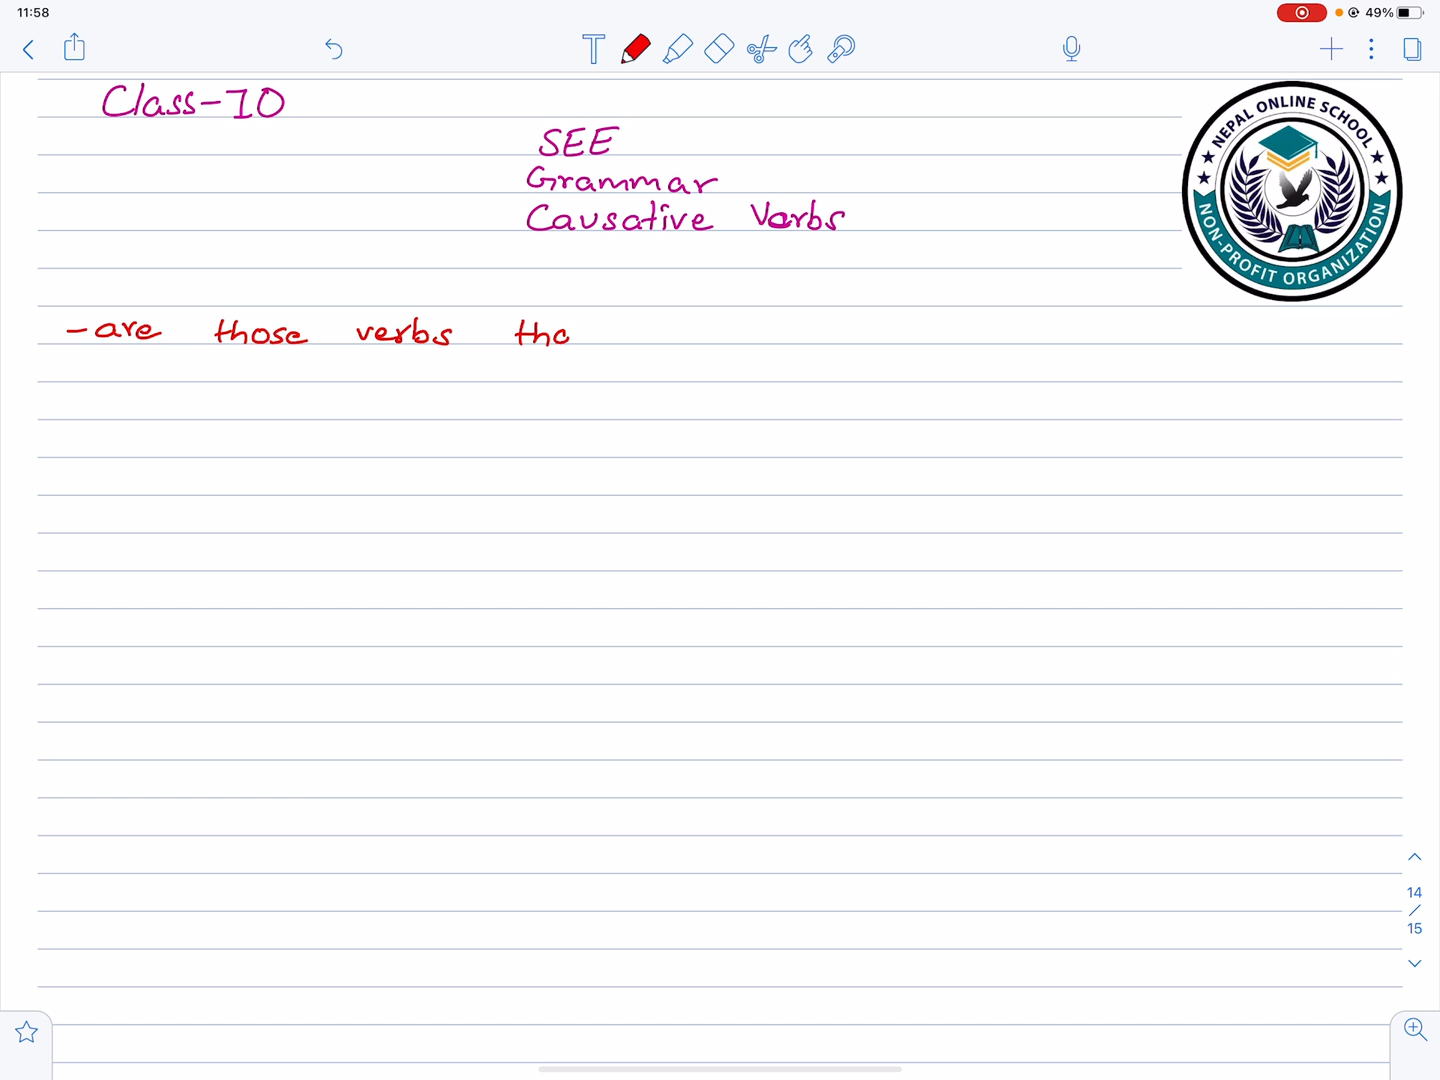 11:58
49%
Class-10
SEE
Grammar
Causative Verbs
NEPAL ONLINE SCHOOL
NON-PROFIT ORGANIZATION
-are those verbs tha
14
/
15